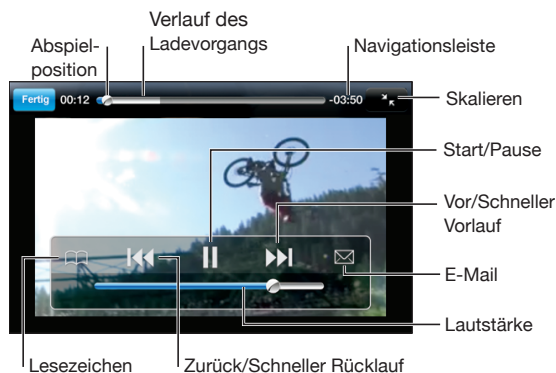 Verlauf des
Ladevorgangs
Abspiel-
position
Navigationsleiste
Fertig 00:12 -03:50
Skalieren
Start/Pause
Vor/Schneller
Vorlauf
E-Mail
Lautstärke
Lesezeichen
Zurück/Schneller Rücklauf